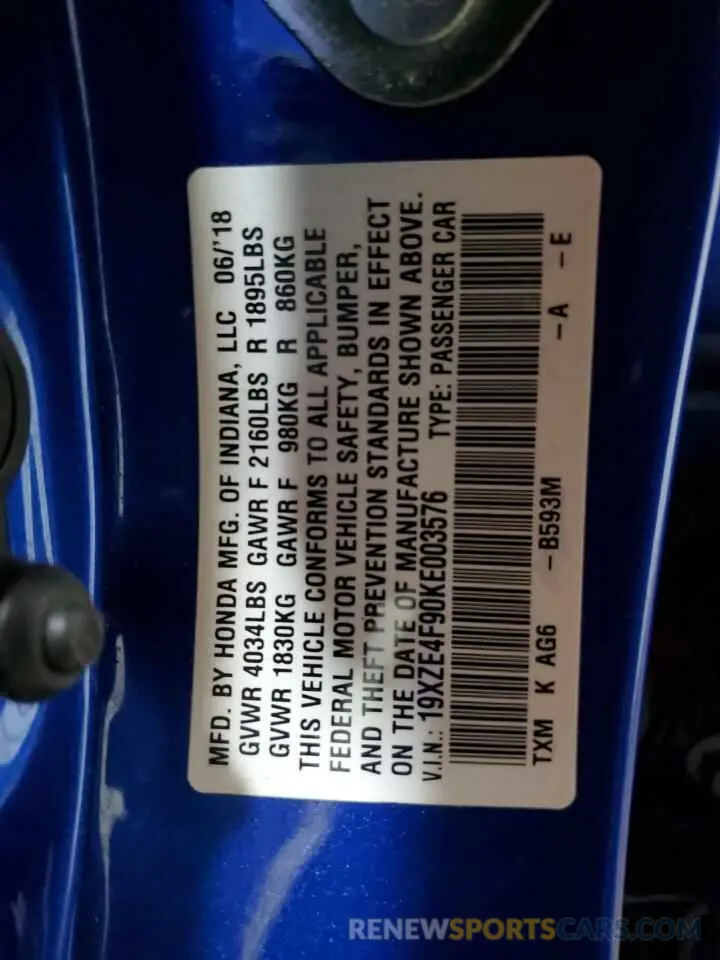 MFD. BY HONDA MFG. OF INDIANA, LLC 06/'18
GVWR 4034LBS GAWR F 2160LBS R 1895LBS
GVWR 1830KG GAWR F 980KG R 860KG
THIS VEHICLE CONFORMS TO ALL APPLICABLE
FEDERAL MOTOR VEHICLE SAFETY, BUMPER,
AND THEFT PREVENTION STANDARDS IN EFFECT
ON THE DATE OF MANUFACTURE SHOWN ABOVE.
V.I.N.: 19XZE4F90KE003576 TYPE: PASSENGER CAR
TXM K AG6 -B593M -A -E
RENEWSPORTSCARS.COM